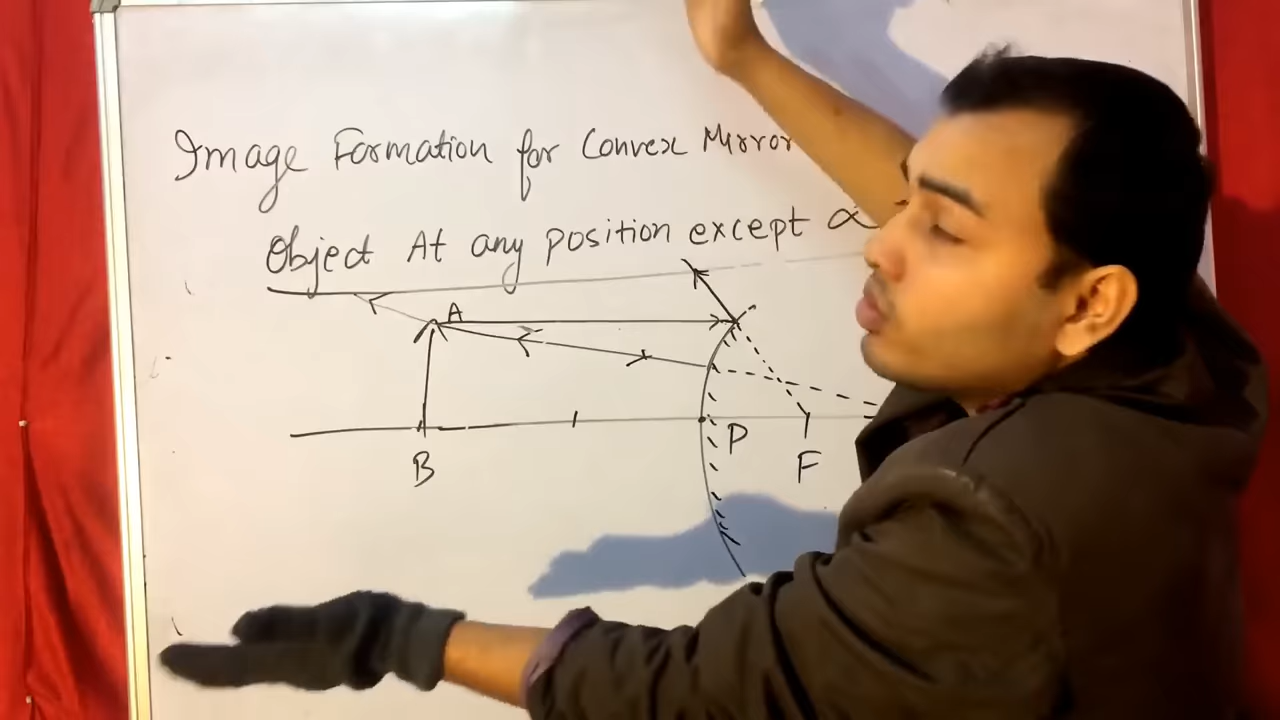 Image Formation for Convex Mirror
Object At any position except ∝
A
B
P
F